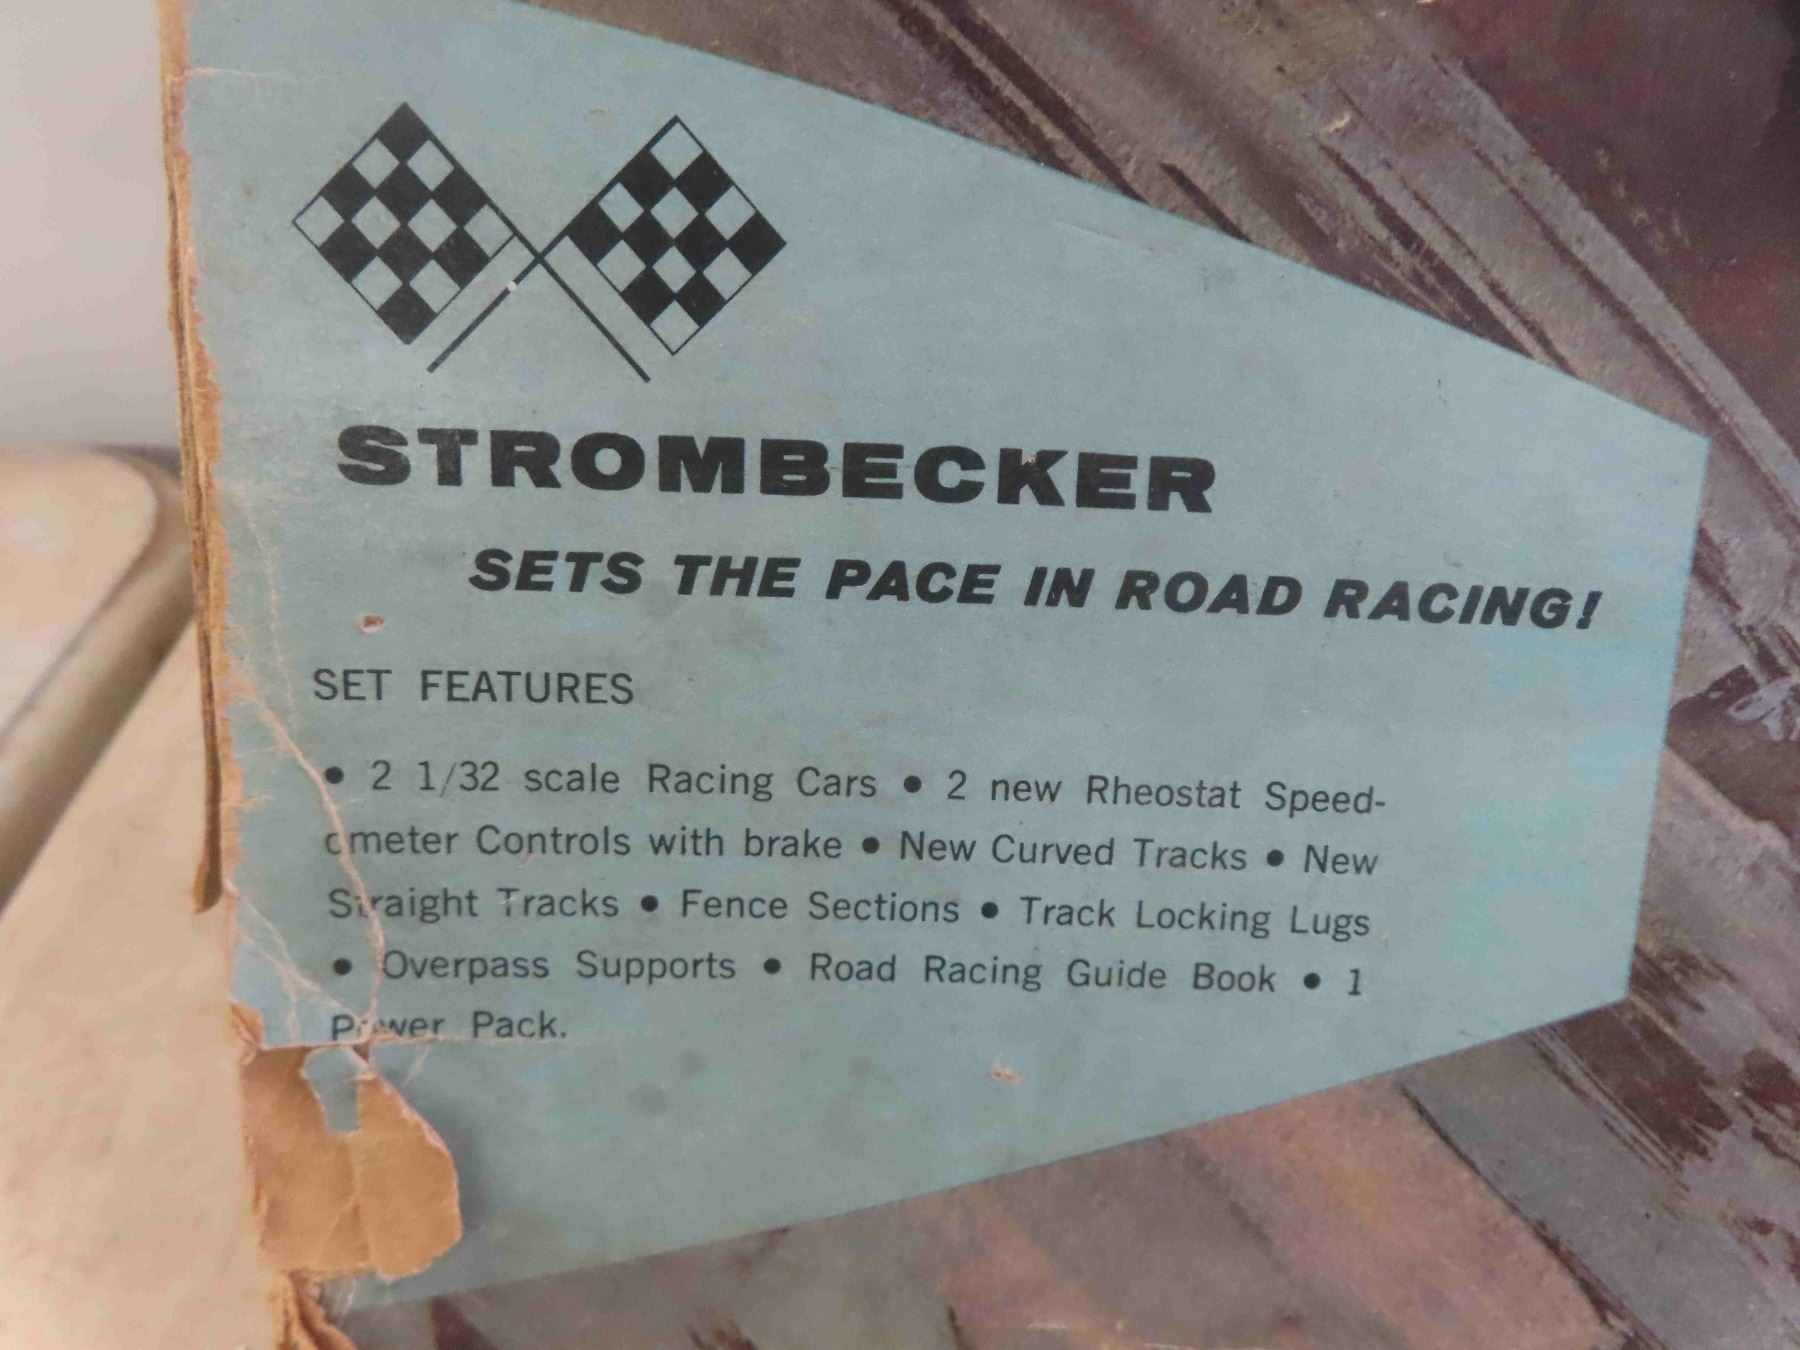 STROMBECKER
SETS THE PACE IN ROAD RACING!
SET FEATURES
• 2 1/32 scale Racing Cars • 2 new Rheostat Speed-
ometer Controls with brake • New Curved Tracks • New
Straight Tracks • Fence Sections • Track Locking Lugs
• Overpass Supports • Road Racing Guide Book • 1
Power Pack.